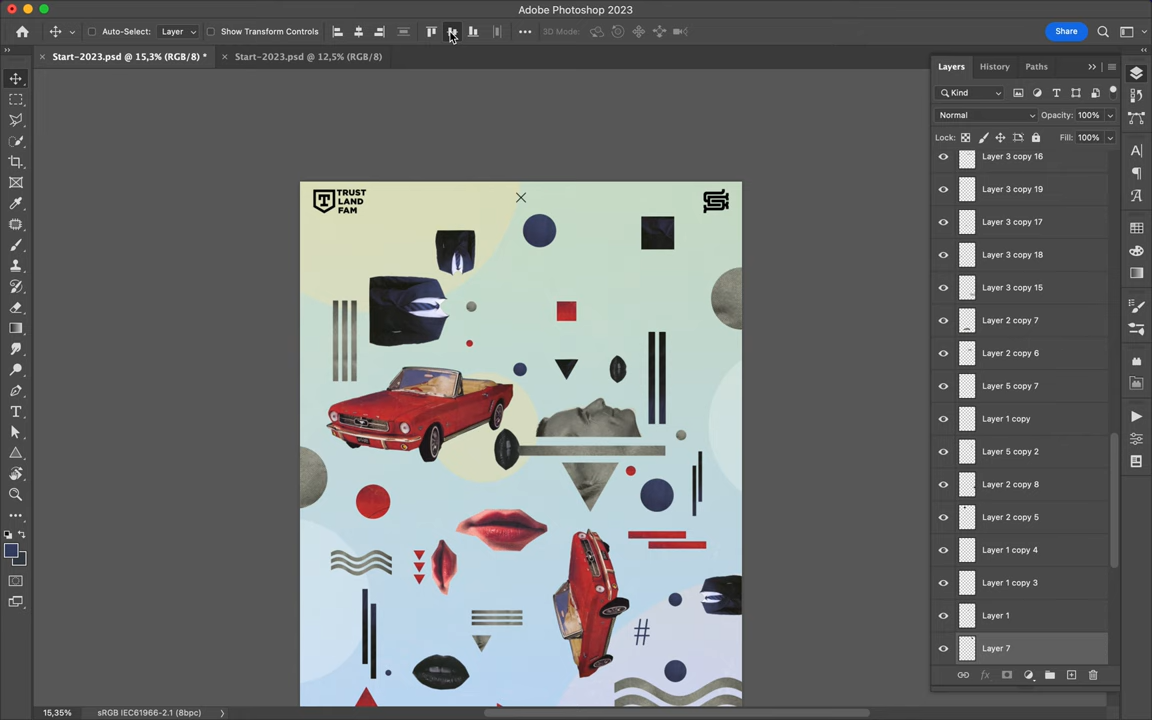 Adobe Photoshop 2023
Auto-Select: Layer Show Transform Controls 3D Mode: Share
Start-2023.psd @ 15,3% (RGB/8) * Start-2023.psd @ 12,5% (RGB/8)
Layers History Paths
Kind
Normal Opacity: 100%
Lock: Fill: 100%
Layer 3 copy 16
Layer 3 copy 19
Layer 3 copy 17
Layer 3 copy 18
Layer 3 copy 15
Layer 2 copy 7
Layer 2 copy 6
Layer 5 copy 7
Layer 1 copy
Layer 5 copy 2
Layer 2 copy 8
Layer 2 copy 5
Layer 1 copy 4
Layer 1 copy 3
Layer 1
Layer 7
TRUST
LAND
FAM
#
15,35% sRGB IEC61966-2.1 (8bpc)